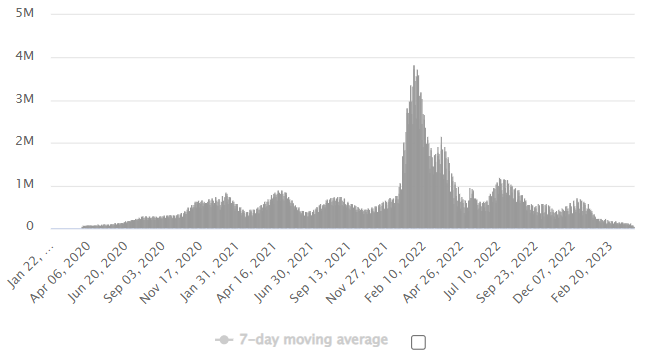 5M
4M
3M
2M
1M
0
Jan 22, ...
Apr 06, 2020
Jun 20, 2020
Sep 03, 2020
Nov 17, 2020
Jan 31, 2021
Apr 16, 2021
Jun 30, 2021
Sep 13, 2021
Nov 27, 2021
Feb 10, 2022
Apr 26, 2022
Jul 10, 2022
Sep 23, 2022
Dec 07, 2022
Feb 20, 2023
7-day moving average